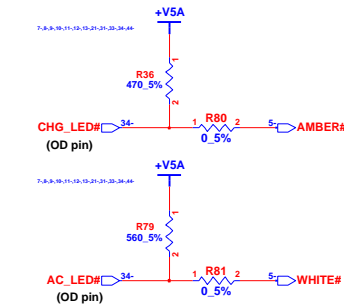 +V5A
7-,8-,9-,10-,11-,12-,13-,21-,31-,33-,34-,44-
1
R36
470_5%
2
CHG_LED# 34- 1 R80 2 5- AMBER#
(OD pin) 0_5%
+V5A
7-,8-,9-,10-,11-,12-,13-,21-,31-,33-,34-,44-
1
R79
560_5%
2
AC_LED# 34- 1 R81 2 5- WHITE#
(OD pin) 0_5%